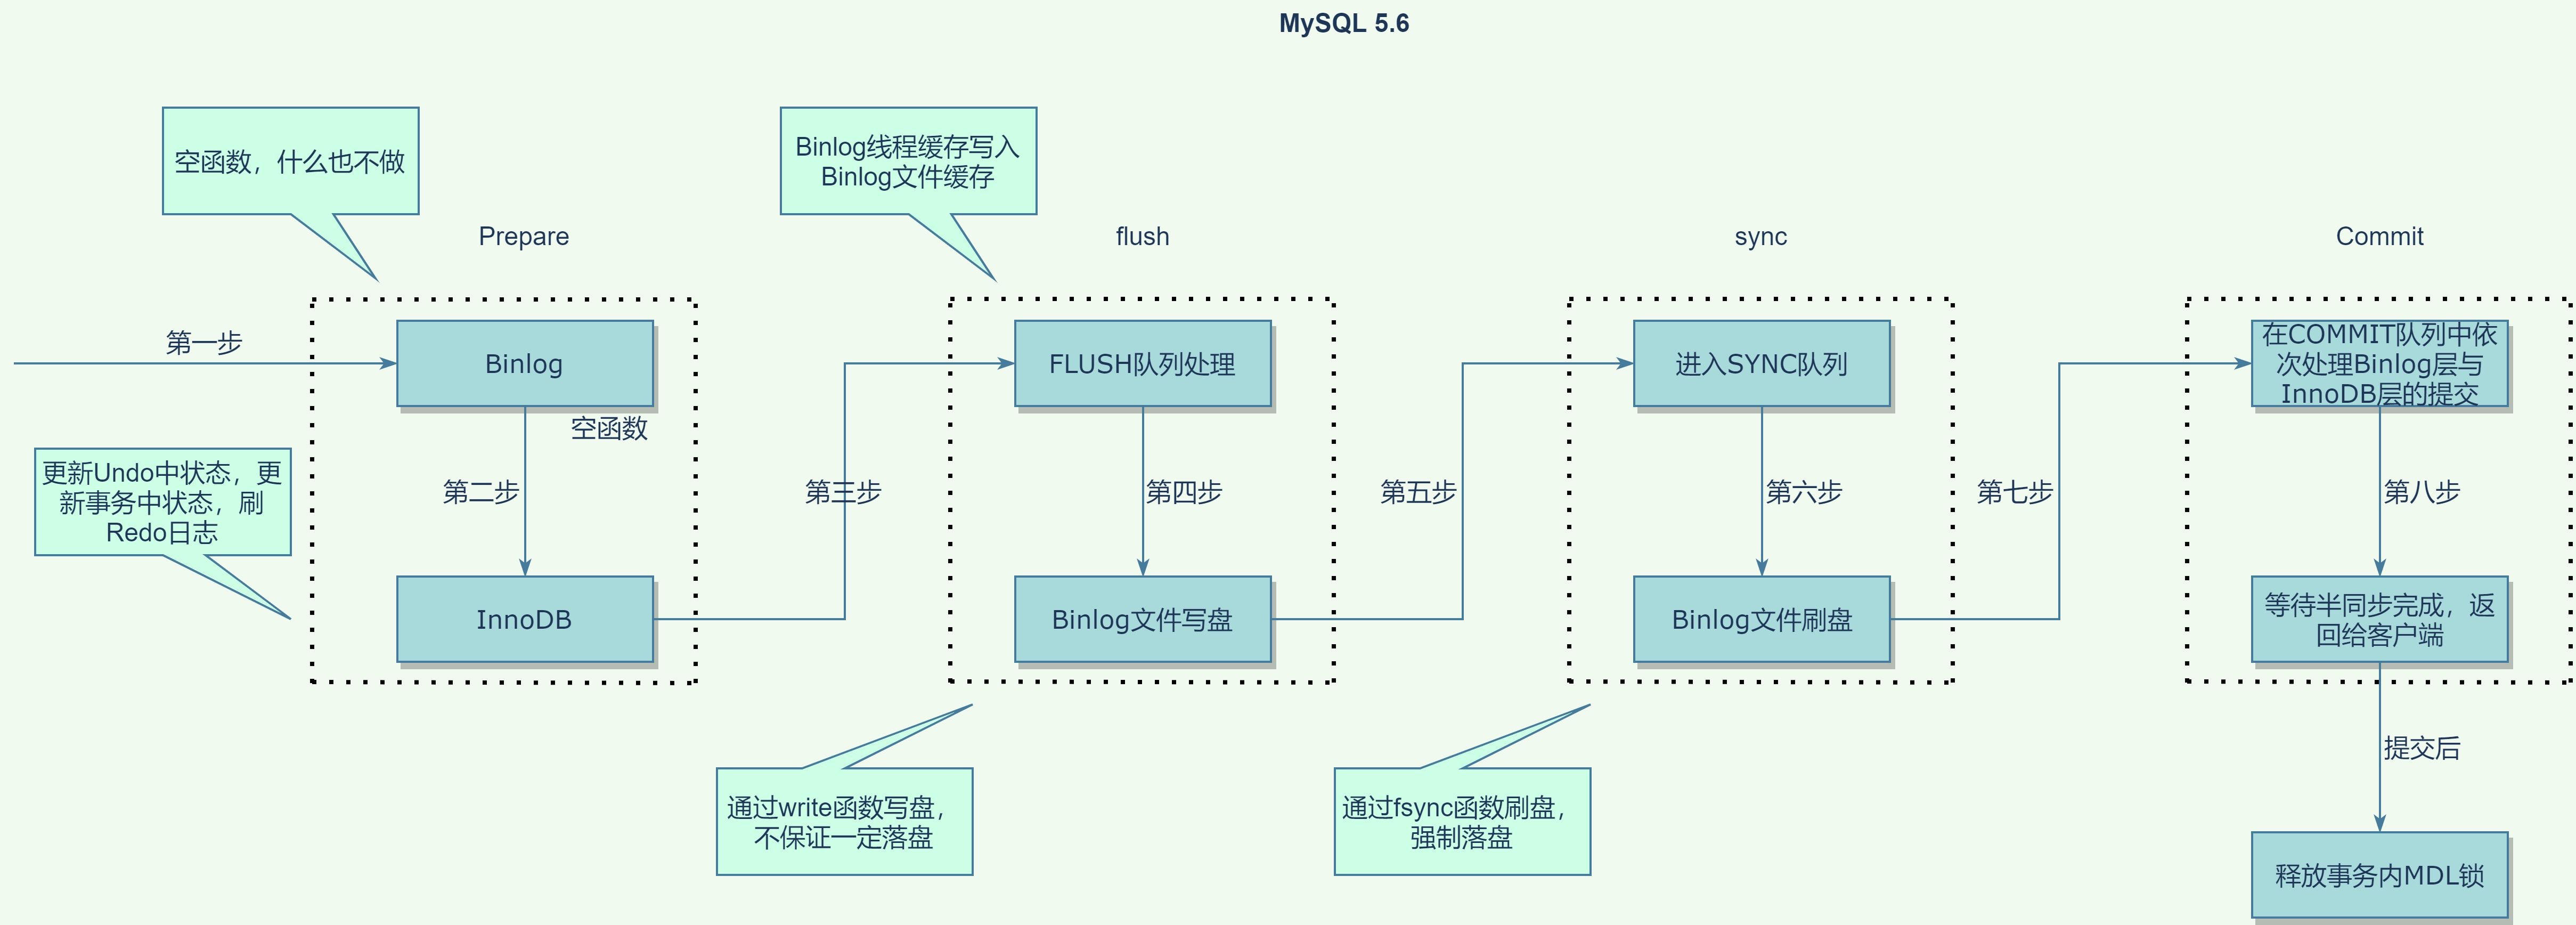 MySQL 5.6
空函数，什么也不做
Binlog线程缓存写入
Binlog文件缓存
Prepare
flush
sync
Commit
第一步
Binlog
空函数
第二步
更新Undo中状态，更
新事务中状态，刷
Redo日志
InnoDB
第三步
FLUSH队列处理
第四步
Binlog文件写盘
通过write函数写盘，
不保证一定落盘
第五步
进入SYNC队列
第六步
Binlog文件刷盘
通过fsync函数刷盘，
强制落盘
第七步
在COMMIT队列中依
次处理Binlog层与
InnoDB层的提交
第八步
等待半同步完成，返
回给客户端
提交后
释放事务内MDL锁